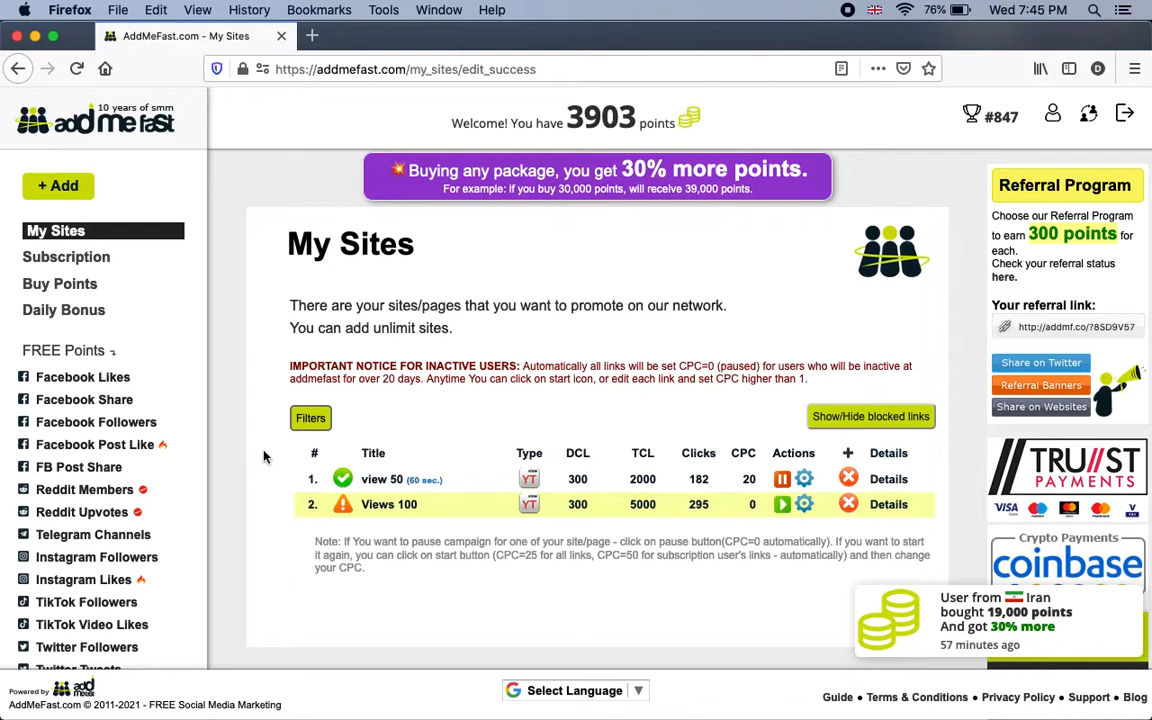 Firefox File Edit View History Bookmarks Tools Window Help 76% Wed 7:45 PM
AddMeFast.com - My Sites
https://addmefast.com/my_sites/edit_success
10 years of smm
add me fast
Welcome! You have 3903 points
#847
Buying any package, you get 30% more points.
For example: if you buy 30,000 points, will receive 39,000 points.
+ Add
My Sites
Subscription
Buy Points
Daily Bonus
FREE Points
Facebook Likes
Facebook Share
Facebook Followers
Facebook Post Like
FB Post Share
Reddit Members
Reddit Upvotes
Telegram Channels
Instagram Followers
Instagram Likes
TikTok Followers
TikTok Video Likes
Twitter Followers
Twitter Tweets
My Sites
There are your sites/pages that you want to promote on our network.
You can add unlimit sites.
IMPORTANT NOTICE FOR INACTIVE USERS: Automatically all links will be set CPC=0 (paused) for users who will be inactive at
addmefast for over 20 days. Anytime You can click on start icon, or edit each link and set CPC higher than 1.
Filters
Show/Hide blocked links
# Title Type DCL TCL Clicks CPC Actions + Details
1. view 50 (60 sec.) view YT 300 2000 182 20 Details
2. Views 100 view YT 300 5000 295 0 Details
Note: If You want to pause campaign for one of your site/page - click on pause button(CPC=0 automatically). If you want to start
it again, you can click on start button (CPC=25 for all links, CPC=50 for subscription user's links - automatically) and then change
your CPC.
Referral Program
Choose our Referral Program
to earn 300 points for
each.
Check your referral status
here.
Your referral link:
http://addmf.co/?8SD9V57
Share on Twitter
Referral Banners
Share on Websites
TRUST
PAYMENTS
VISA
Crypto Payments
coinbase
User from Iran
bought 19,000 points
And got 30% more
57 minutes ago
Powered by add me fast
AddMeFast.com © 2011-2021 - FREE Social Media Marketing
G Select Language ▼
Guide • Terms & Conditions • Privacy Policy • Support • Blog